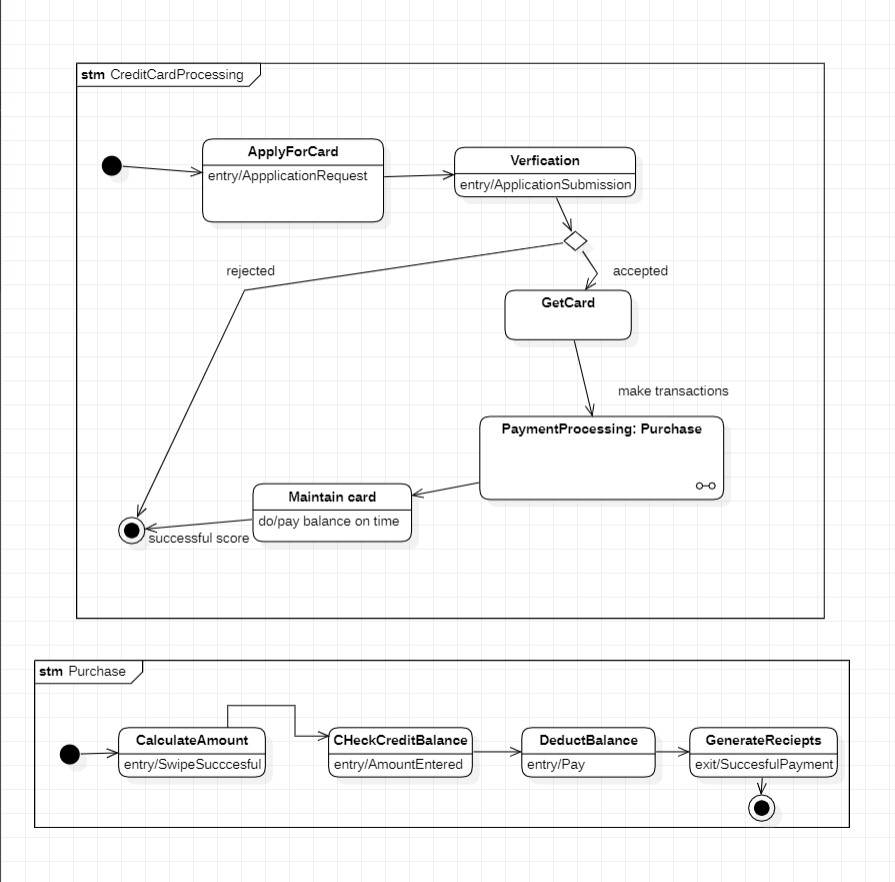 stm CreditCardProcessing
ApplyForCard
entry/AppplicationRequest
Verfication
entry/ApplicationSubmission
rejected
accepted
GetCard
make transactions
PaymentProcessing: Purchase
Maintain card
do/pay balance on time
successful score
stm Purchase
CalculateAmount
entry/SwipeSucccesful
CHeckCreditBalance
entry/AmountEntered
DeductBalance
entry/Pay
GenerateReciepts
exit/SuccesfulPayment